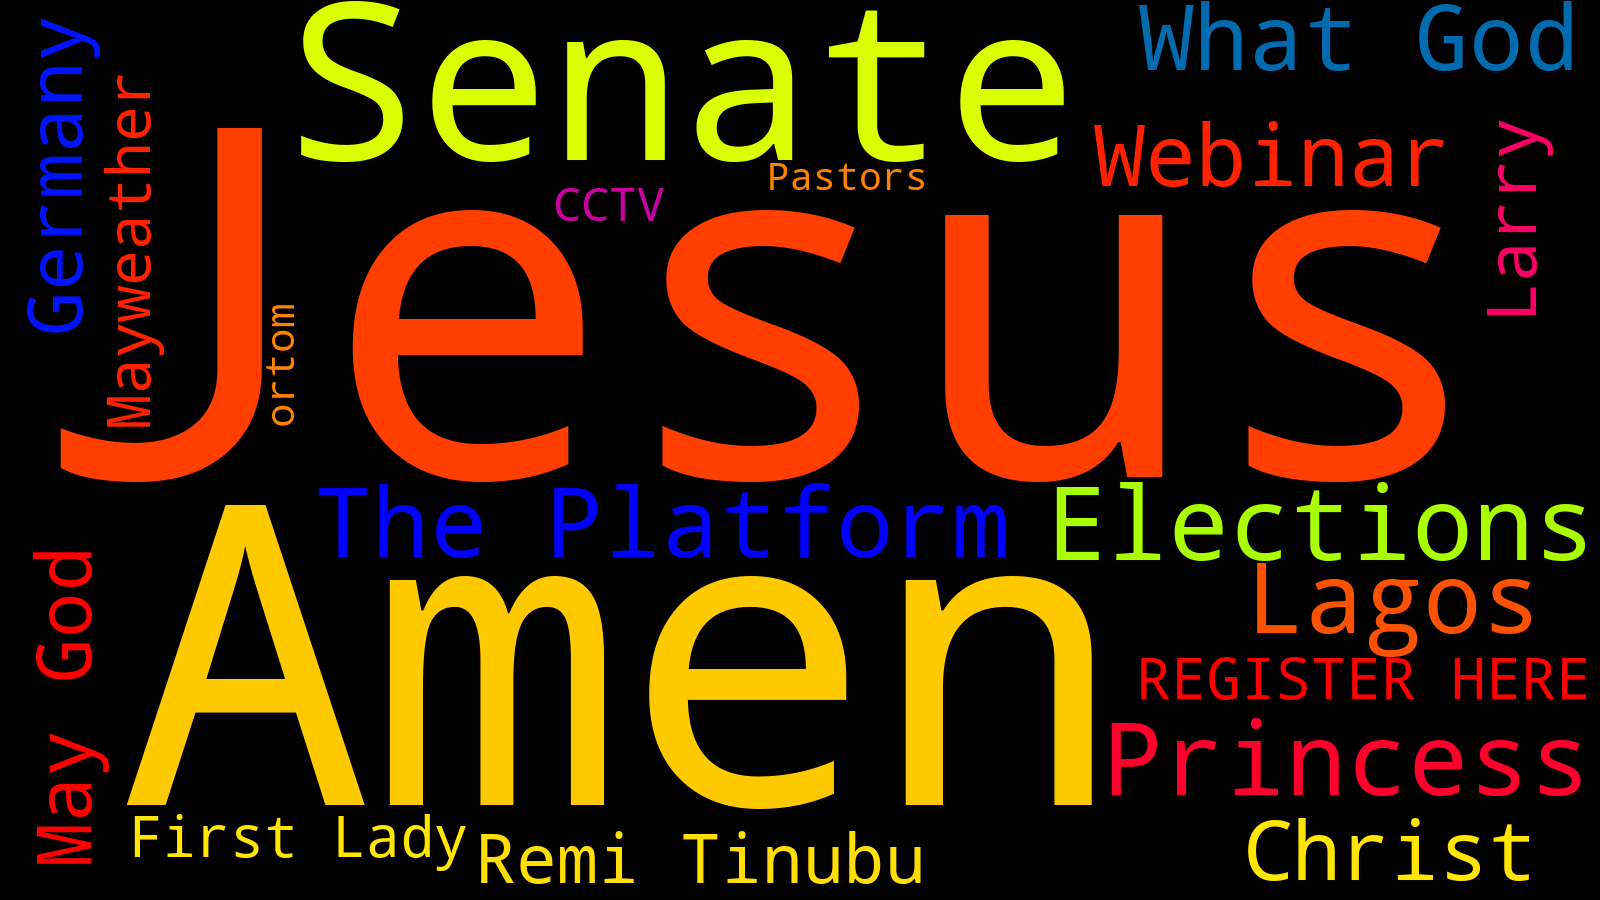 Senate
What God
Germany
Mayweather
Webinar
Larry
Pastors
CCTV
Jesus
ortom
The Platform
Elections
Amen
May God
Lagos
REGISTER HERE
Princess
First Lady
Remi Tinubu
Christ